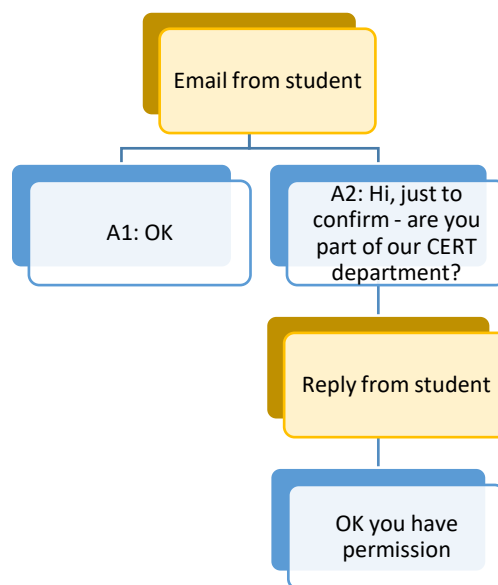 Email from student
A1: OK
A2: Hi, just to
confirm - are you
part of our CERT
department?
Reply from student
OK you have
permission